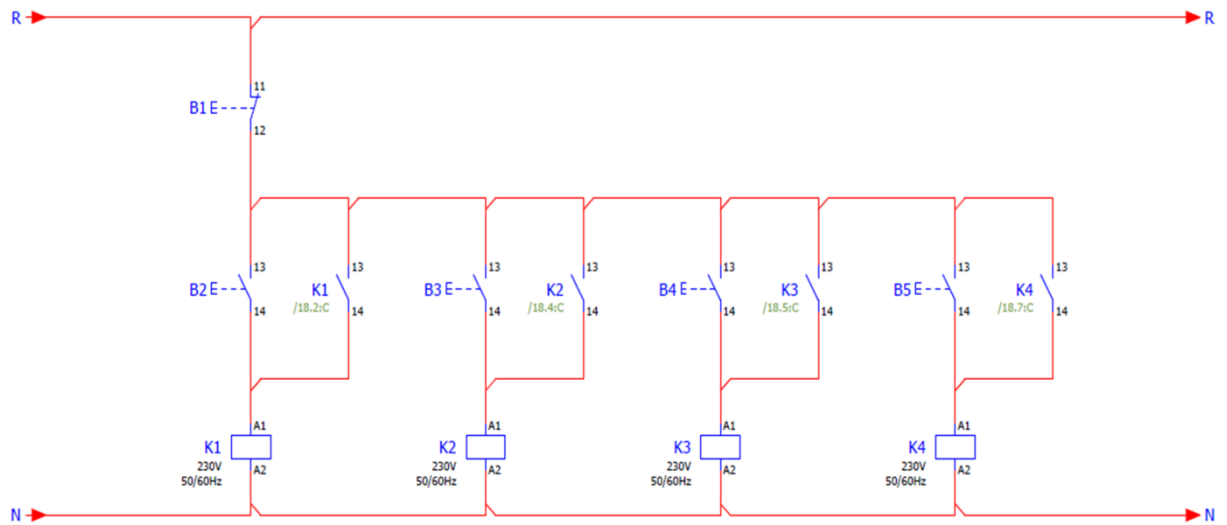 R R
11
B1
12
13 13 13 13 13 13 13 13
B2 K1 B3 K2 B4 K3 B5 K4
/18.2:C /18.4:C /18.5:C /18.7:C
14 14 14 14 14 14 14 14
A1 A1 A1 A1
K1 K2 K3 K4
230V 230V 230V 230V
A2 A2 A2 A2
50/60Hz 50/60Hz 50/60Hz 50/60Hz
N N